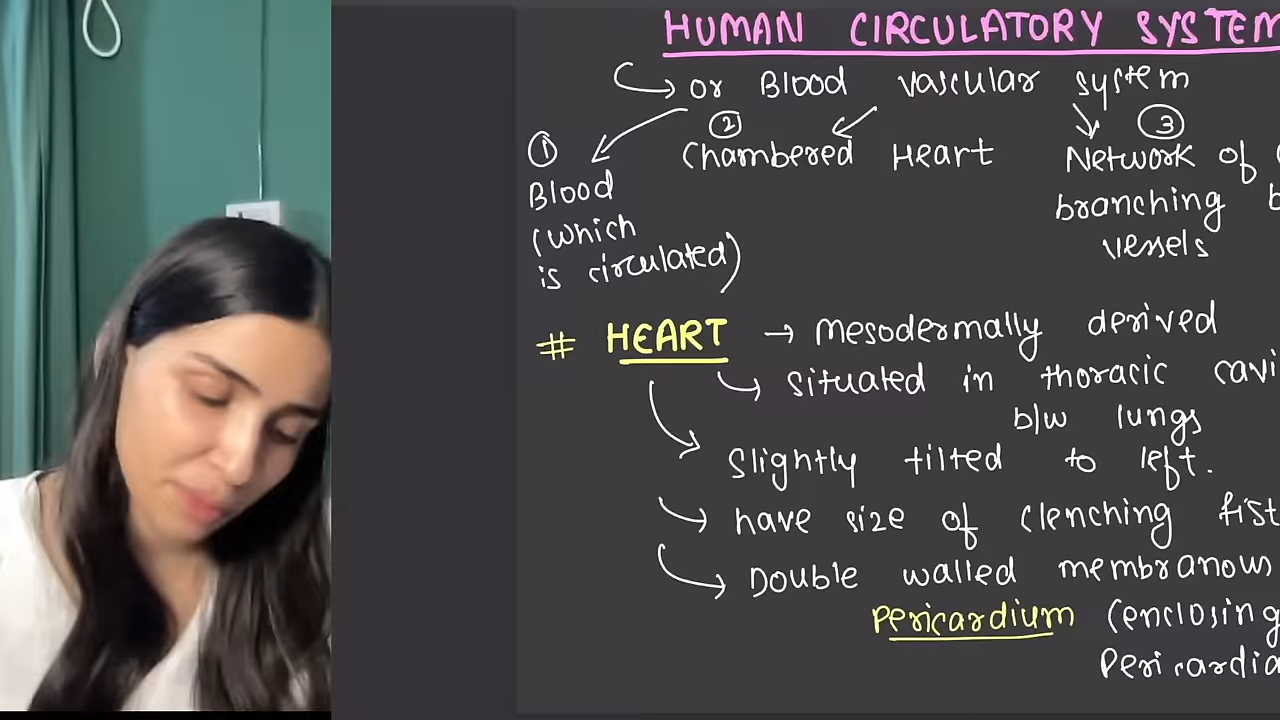 HUMAN CIRCULATORY SYSTEM
or Blood vascular system
① ② ③
Chambered Heart
Network of
Blood
branching
(which
vessels
is circulated)
# HEART → Mesodermally derived
situated in thoracic cavi
b/w lungs
Slightly tilted to left.
have size of clenching fist
Double walled membranous
Pericardium (enclosing
Pericardia